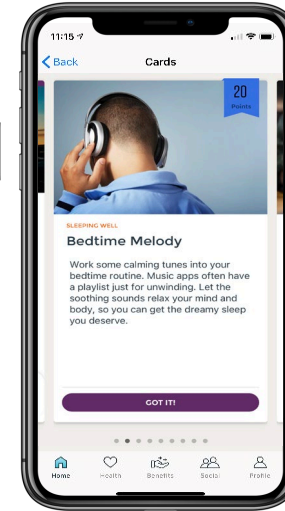 11:15
Back
Cards
20
Points
SLEEPING WELL
Bedtime Melody
Work some calming tunes into your
bedtime routine. Music apps often have
a playlist just for unwinding. Let the
soothing sounds relax your mind and
body, so you can get the dreamy sleep
you deserve.
GOT IT!
Home
Health
Benefits
Social
Profile